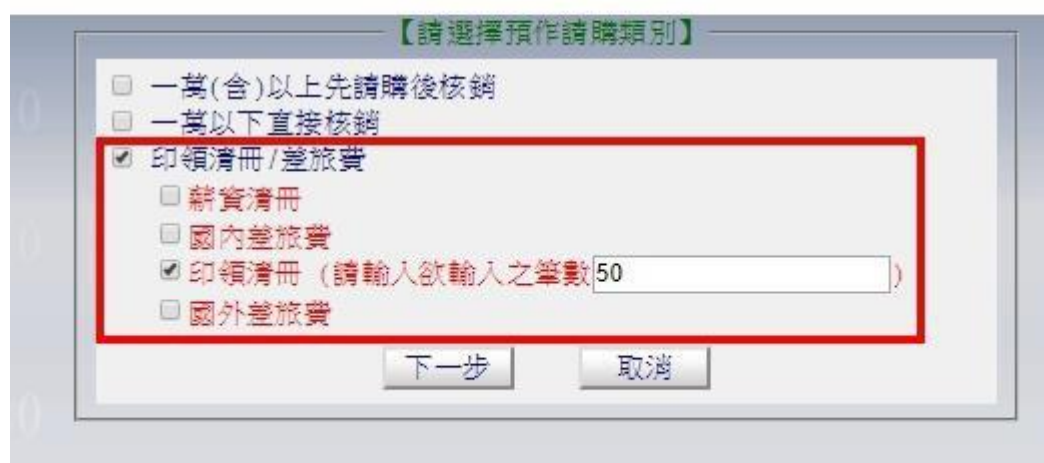 【請選擇預作請購類別】
一萬(含)以上先請購後核銷
一萬以下直接核銷
印領清冊/差旅費
薪資清冊
國內差旅費
印領清冊 (請輸入欲輸入之筆數50)
國外差旅費
下一步 取消